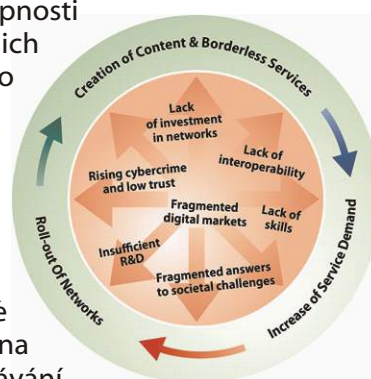 pnosti
ich
o
é
na
ávání
Creation of Content & Borderless Services
Increase of Service Demand
Roll-out Of Networks
Lack
of investment
in networks
Lack of
interoperability
Rising cybercrime
and low trust
Fragmented
digital markets
Lack of
skills
Insufficient
R&D
Fragmented answers
to societal challenges